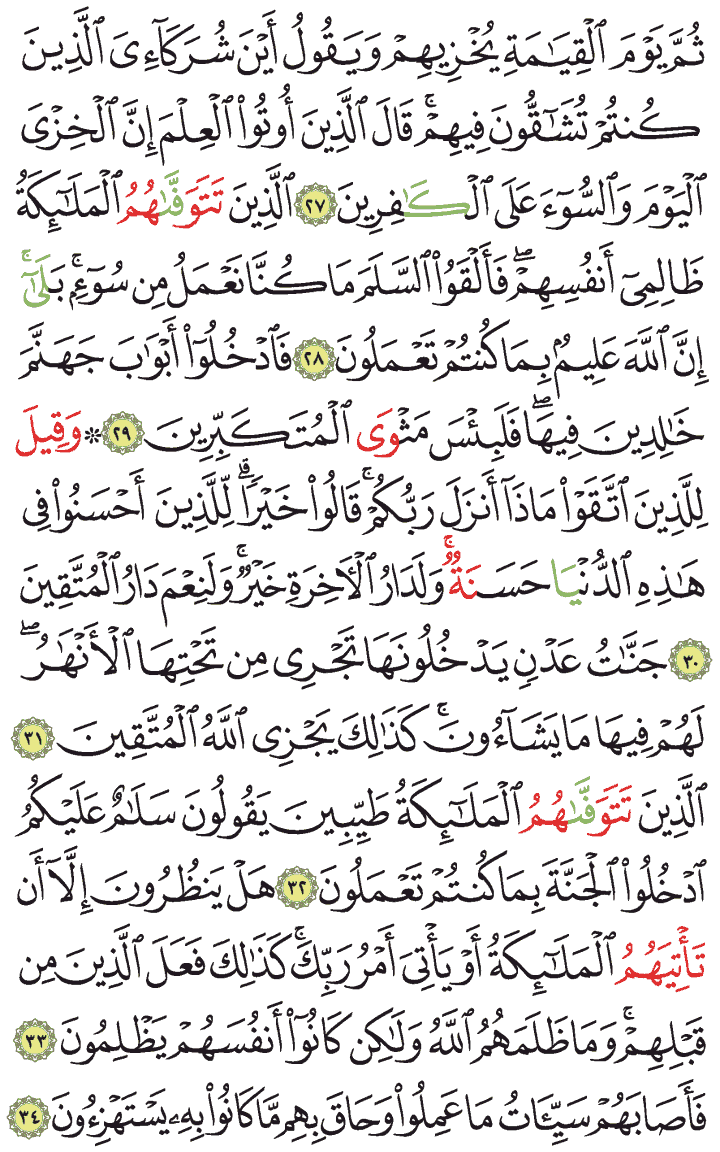 ثُمَّ يَوْمَ ٱلْقِيَـٰمَةِ يُخْزِيهِمْ وَيَقُولُ أَيْنَ شُرَكَآءِىَ ٱلَّذِينَ
كُنتُمْ تُشَـٰٓقُّونَ فِيهِمْ ۚ قَالَ ٱلَّذِينَ أُوتُوا۟ ٱلْعِلْمَ إِنَّ ٱلْخِزْىَ
ٱلْيَوْمَ وَٱلسُّوٓءَ عَلَى ٱلْكَـٰفِرِينَ ٢٧ ٱلَّذِينَ تَتَوَفَّىٰهُمُ ٱلْمَلَـٰٓئِكَةُ
ظَالِمِىٓ أَنفُسِهِمْ ۖ فَأَلْقَوُا۟ ٱلسَّلَمَ مَا كُنَّا نَعْمَلُ مِن سُوٓءٍۭ ۚ بَلَىٰٓ ۚ
إِنَّ ٱللَّهَ عَلِيمٌۢ بِمَا كُنتُمْ تَعْمَلُونَ ٢٨ فَٱدْخُلُوٓا۟ أَبْوَٰبَ جَهَنَّمَ
خَـٰلِدِينَ فِيهَا ۖ فَلَبِئْسَ مَثْوَى ٱلْمُتَكَبِّرِينَ ٢٩ * وَقِيلَ
لِلَّذِينَ ٱتَّقَوْا۟ مَاذَآ أَنزَلَ رَبُّكُمْ ۚ قَالُوا۟ خَيْرًا ۗ لِّلَّذِينَ أَحْسَنُوا۟ فِى
هَـٰذِهِ ٱلدُّنْيَا حَسَنَةٌ ۚ وَلَدَارُ ٱلْـَٔاخِرَةِ خَيْرٌ ۚ وَلَنِعْمَ دَارُ ٱلْمُتَّقِينَ
٣٠ جَنَّـٰتُ عَدْنٍ يَدْخُلُونَهَا تَجْرِى مِن تَحْتِهَا ٱلْأَنْهَـٰرُ ۖ
لَهُمْ فِيهَا مَا يَشَآءُونَ ۚ كَذَٰلِكَ يَجْزِى ٱللَّهُ ٱلْمُتَّقِينَ ٣١
ٱلَّذِينَ تَتَوَفَّىٰهُمُ ٱلْمَلَـٰٓئِكَةُ طَيِّبِينَ يَقُولُونَ سَلَـٰمٌ عَلَيْكُمُ
ٱدْخُلُوا۟ ٱلْجَنَّةَ بِمَا كُنتُمْ تَعْمَلُونَ ٣٢ هَلْ يَنظُرُونَ إِلَّآ أَن
تَأْتِيَهُمُ ٱلْمَلَـٰٓئِكَةُ أَوْ يَأْتِىَ أَمْرُ رَبِّكَ ۚ كَذَٰلِكَ فَعَلَ ٱلَّذِينَ مِن
قَبْلِهِمْ ۚ وَمَا ظَلَمَهُمُ ٱللَّهُ وَلَـٰكِن كَانُوٓا۟ أَنفُسَهُمْ يَظْلِمُونَ ٣٣
فَأَصَابَهُمْ سَيِّـَٔاتُ مَا عَمِلُوا۟ وَحَاقَ بِهِم مَّا كَانُوا۟ بِهِۦ يَسْتَهْزِءُونَ ٣٤